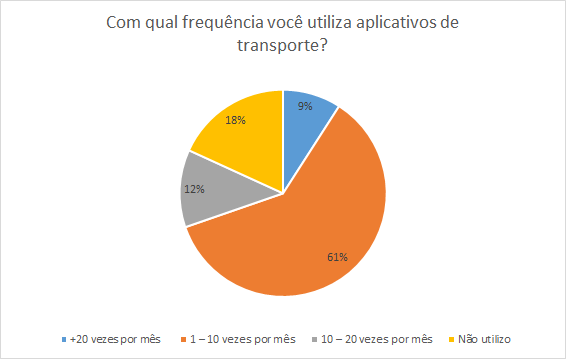 Com qual frequência você utiliza aplicativos de
transporte?
9%
18%
12%
61%
+20 vezes por mês 1 – 10 vezes por mês 10 – 20 vezes por mês Não utilizo